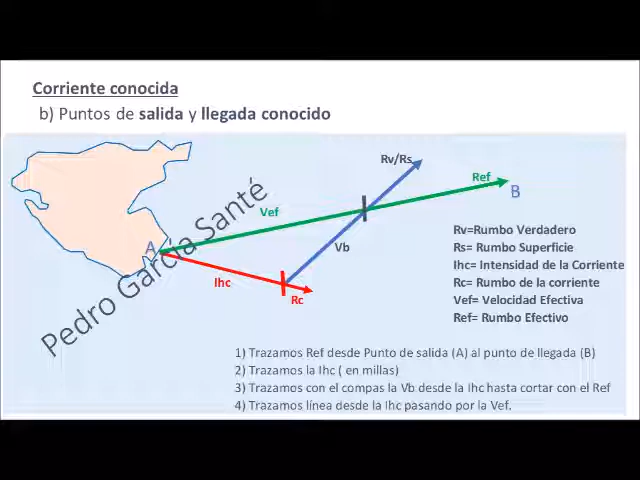 Corriente conocida
b) Puntos de salida y llegada conocido
Rv/Rs
Ref
B
Vef
A
Vb
Ihc
Rc
Pedro García Santé
Rv=Rumbo Verdadero
Rs= Rumbo Superficie
Ihc= Intensidad de la Corriente
Rc= Rumbo de la corriente
Vef= Velocidad Efectiva
Ref= Rumbo Efectivo
1) Trazamos Ref desde Punto de salida (A) al punto de llegada (B)
2) Trazamos la Ihc ( en millas)
3) Trazamos con el compas la Vb desde la Ihc hasta cortar con el Ref
4) Trazamos línea desde la Ihc pasando por la Vef.